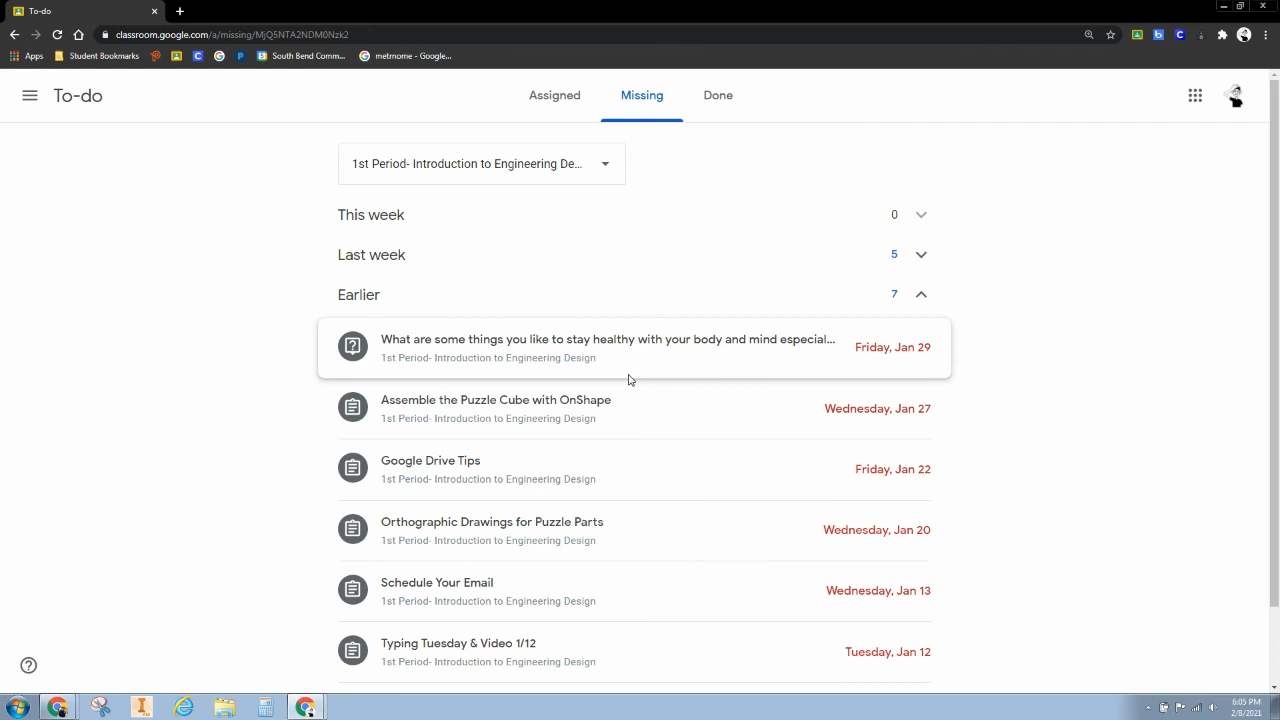 To-do
classroom.google.com/a/missing/MjQ5NTA2NDM0Nzk2
Apps
Student Bookmarks
South Bend Comm...
metrnome - Google...
To-do
Assigned
Missing
Done
1st Period- Introduction to Engineering De...
This week
0
Last week
5
Earlier
7
What are some things you like to stay healthy with your body and mind especial...
1st Period- Introduction to Engineering Design
Friday, Jan 29
Assemble the Puzzle Cube with OnShape
1st Period- Introduction to Engineering Design
Wednesday, Jan 27
Google Drive Tips
1st Period- Introduction to Engineering Design
Friday, Jan 22
Orthographic Drawings for Puzzle Parts
1st Period- Introduction to Engineering Design
Wednesday, Jan 20
Schedule Your Email
1st Period- Introduction to Engineering Design
Wednesday, Jan 13
Typing Tuesday & Video 1/12
1st Period- Introduction to Engineering Design
Tuesday, Jan 12
6:05 PM
2/8/2021